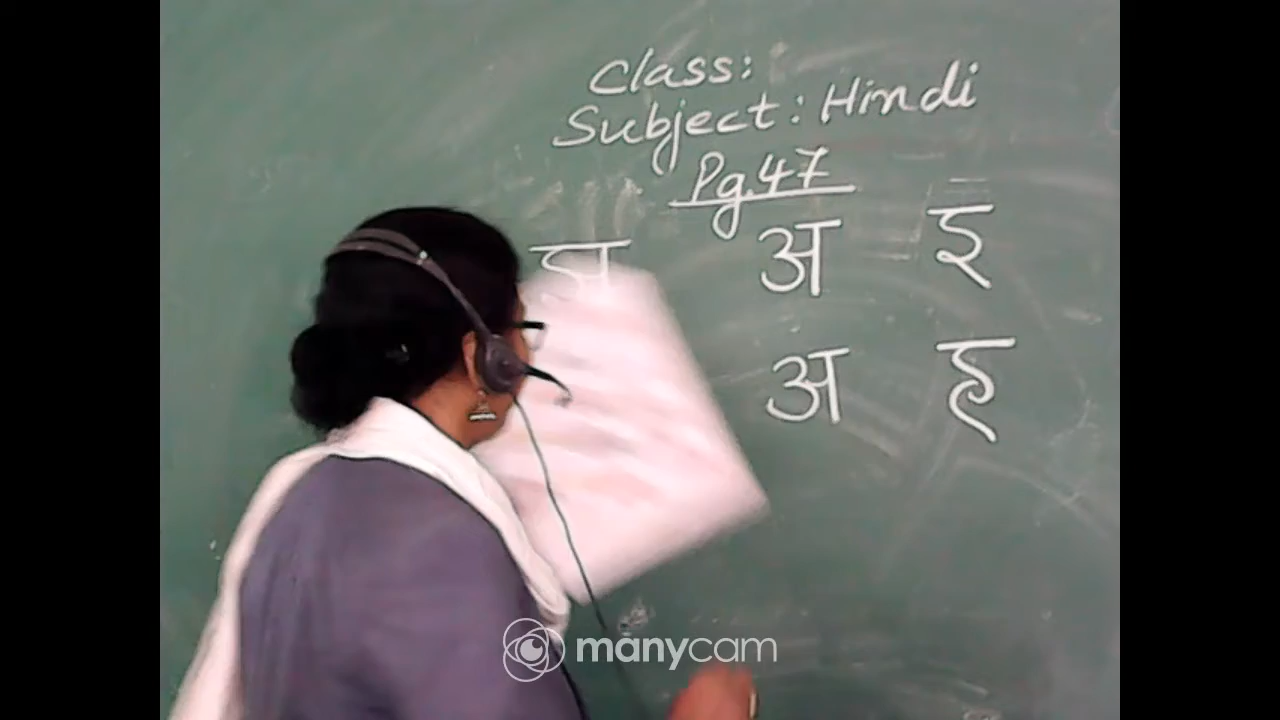 Class:
Subject: Hindi
Pg.47
अ इ
अ ह
manycam